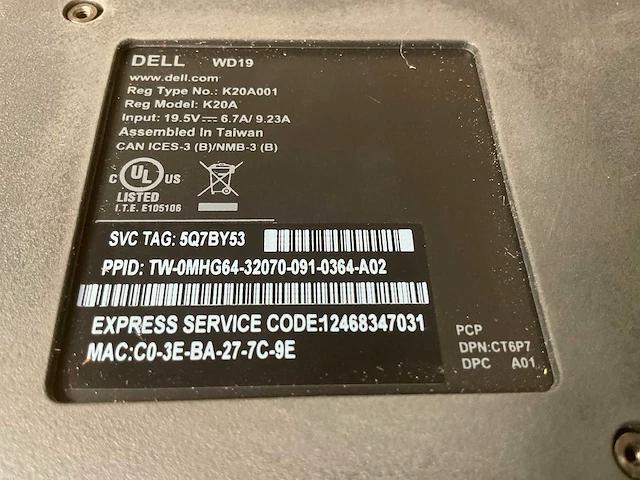 DELL WD19
www.dell.com
Reg Type No.: K20A001
Reg Model: K20A
Input: 19.5V⎓ 6.7A/ 9.23A
Assembled In Taiwan
CAN ICES-3 (B)/NMB-3 (B)
C UL US
LISTED
I.T.E. E105106
SVC TAG: 5Q7BY53
PPID: TW-0MHG64-32070-091-0364-A02
EXPRESS SERVICE CODE:12468347031
MAC:C0-3E-BA-27-7C-9E
PCP
DPN:CT6P7
DPC A01